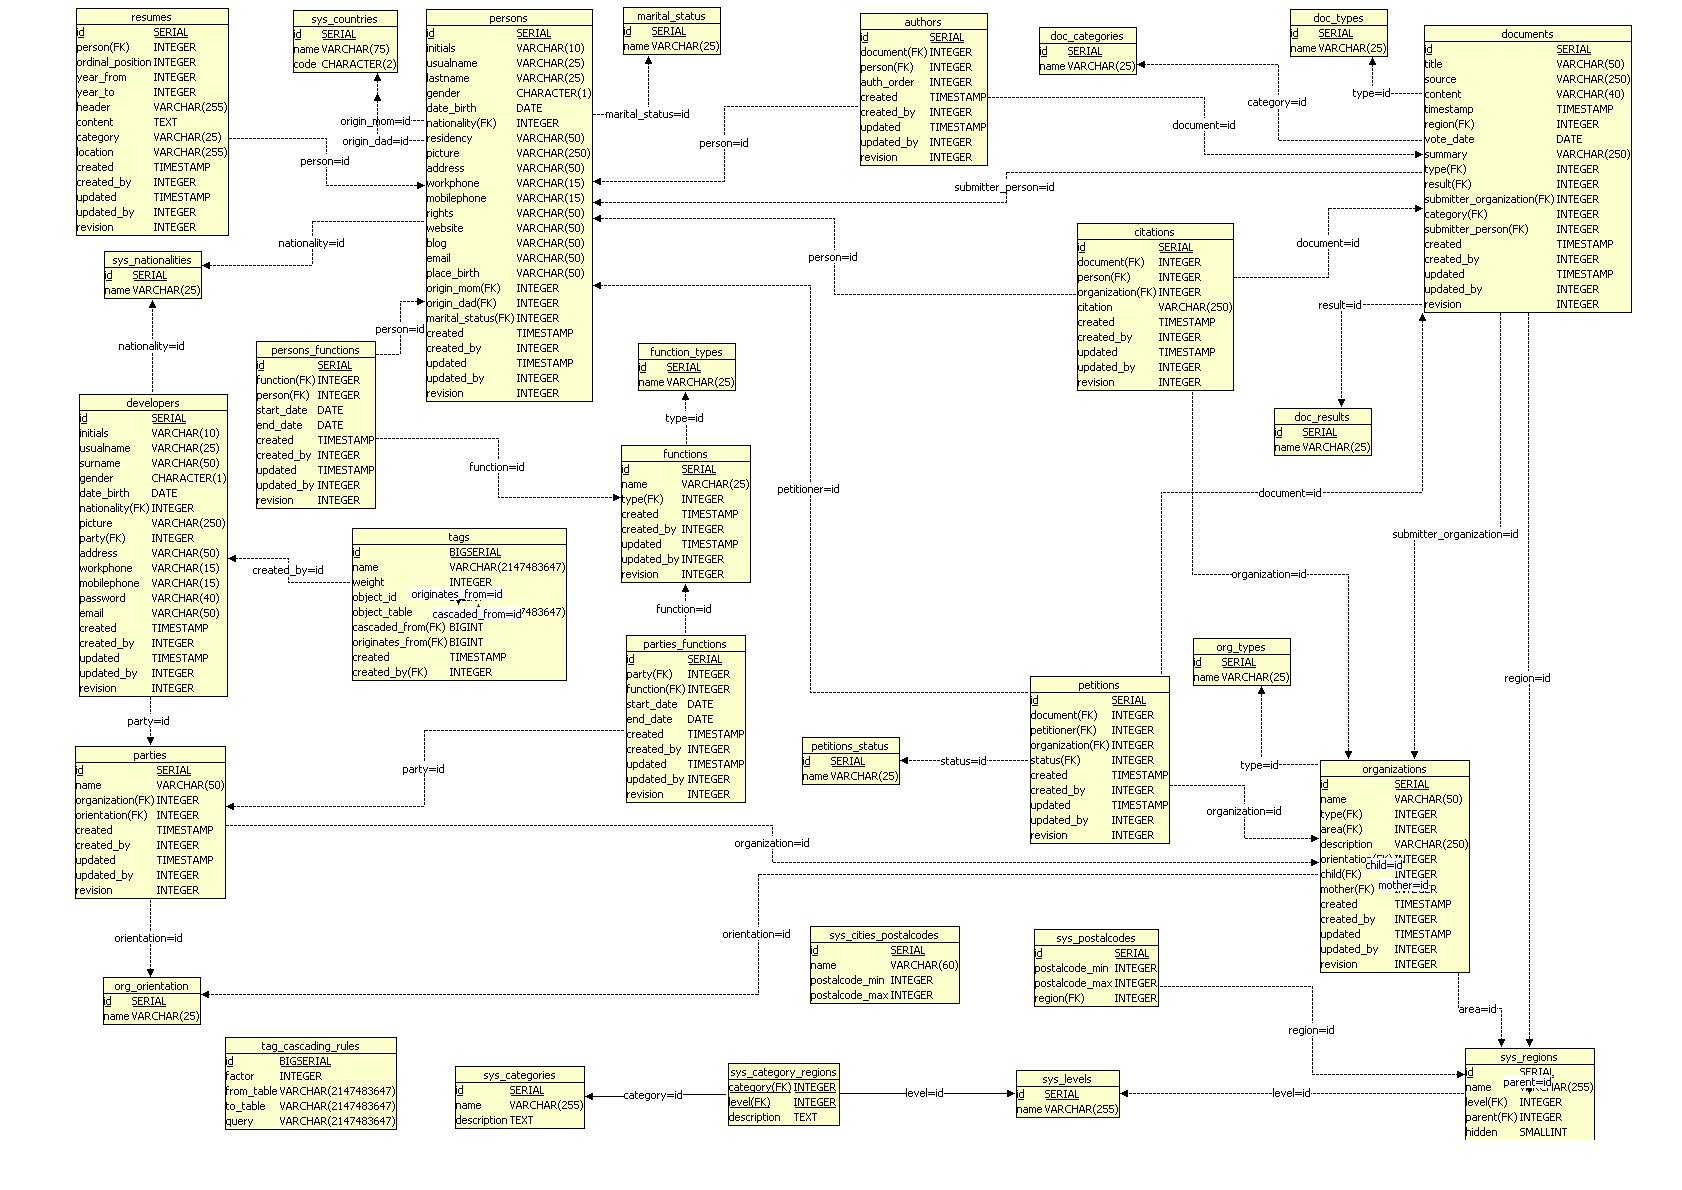 resumes
id SERIAL
person(FK) INTEGER
ordinal_position INTEGER
year_from INTEGER
year_to INTEGER
header VARCHAR(255)
content TEXT
category VARCHAR(25)
location VARCHAR(255)
created TIMESTAMP
created_by INTEGER
updated TIMESTAMP
updated_by INTEGER
revision INTEGER
sys_countries
id SERIAL
name VARCHAR(75)
code CHARACTER(2)
persons
id SERIAL
initials VARCHAR(10)
usualname VARCHAR(25)
lastname VARCHAR(25)
gender CHARACTER(1)
date_birth DATE
nationality(FK) INTEGER
residency VARCHAR(50)
picture VARCHAR(250)
address VARCHAR(50)
workphone VARCHAR(15)
mobilephone VARCHAR(15)
rights VARCHAR(50)
website VARCHAR(50)
blog VARCHAR(50)
email VARCHAR(50)
place_birth VARCHAR(50)
origin_mom(FK) INTEGER
origin_dad(FK) INTEGER
marital_status(FK) INTEGER
created TIMESTAMP
created_by INTEGER
updated TIMESTAMP
updated_by INTEGER
revision INTEGER
marital_status
id SERIAL
name VARCHAR(25)
authors
id SERIAL
document(FK) INTEGER
person(FK) INTEGER
auth_order INTEGER
created TIMESTAMP
created_by INTEGER
updated TIMESTAMP
updated_by INTEGER
revision INTEGER
doc_categories
id SERIAL
name VARCHAR(25)
doc_types
id SERIAL
name VARCHAR(25)
documents
id SERIAL
title VARCHAR(50)
source VARCHAR(250)
content VARCHAR(40)
timestamp TIMESTAMP
region(FK) INTEGER
vote_date DATE
summary VARCHAR(250)
type(FK) INTEGER
result(FK) INTEGER
submitter_organization(FK) INTEGER
category(FK) INTEGER
submitter_person(FK) INTEGER
created TIMESTAMP
created_by INTEGER
updated TIMESTAMP
updated_by INTEGER
revision INTEGER
origin_mom=id
origin_dad=id
marital_status=id
person=id
person=id
document=id
category=id
type=id
submitter_person=id
nationality=id
person=id
document=id
result=id
sys_nationalities
id SERIAL
name VARCHAR(25)
citations
id SERIAL
document(FK) INTEGER
person(FK) INTEGER
organization(FK) INTEGER
citation VARCHAR(250)
created TIMESTAMP
created_by INTEGER
updated TIMESTAMP
updated_by INTEGER
revision INTEGER
nationality=id
person=id
persons_functions
id SERIAL
function(FK) INTEGER
person(FK) INTEGER
start_date DATE
end_date DATE
created TIMESTAMP
created_by INTEGER
updated TIMESTAMP
updated_by INTEGER
revision INTEGER
function_types
id SERIAL
name VARCHAR(25)
type=id
doc_results
id SERIAL
name VARCHAR(25)
developers
id SERIAL
initials VARCHAR(10)
usualname VARCHAR(25)
surname VARCHAR(50)
gender CHARACTER(1)
date_birth DATE
nationality(FK) INTEGER
picture VARCHAR(250)
party(FK) INTEGER
address VARCHAR(50)
workphone VARCHAR(15)
mobilephone VARCHAR(15)
password VARCHAR(40)
email VARCHAR(50)
created TIMESTAMP
created_by INTEGER
updated TIMESTAMP
updated_by INTEGER
revision INTEGER
functions
id SERIAL
name VARCHAR(25)
type(FK) INTEGER
created TIMESTAMP
created_by INTEGER
updated TIMESTAMP
updated_by INTEGER
revision INTEGER
function=id
petitioner=id
document=id
submitter_organization=id
organization=id
created_by=id
tags
id BIGSERIAL
name VARCHAR(2147483647)
weight INTEGER
object_id
originates_from=id
object_table 7483647)
cascaded_from=id
cascaded_from(FK) BIGINT
originates_from(FK) BIGINT
created TIMESTAMP
created_by(FK) INTEGER
function=id
parties_functions
id SERIAL
party(FK) INTEGER
function(FK) INTEGER
start_date DATE
end_date DATE
created TIMESTAMP
created_by INTEGER
updated TIMESTAMP
updated_by INTEGER
revision INTEGER
org_types
id SERIAL
name VARCHAR(25)
region=id
petitions
id SERIAL
document(FK) INTEGER
petitioner(FK) INTEGER
organization(FK) INTEGER
status(FK) INTEGER
created TIMESTAMP
created_by INTEGER
updated TIMESTAMP
updated_by INTEGER
revision INTEGER
party=id
parties
id SERIAL
name VARCHAR(50)
organization(FK) INTEGER
orientation(FK) INTEGER
created TIMESTAMP
created_by INTEGER
updated TIMESTAMP
updated_by INTEGER
revision INTEGER
party=id
petitions_status
id SERIAL
name VARCHAR(25)
status=id
type=id
organization=id
organization=id
organizations
id SERIAL
name VARCHAR(50)
type(FK) INTEGER
area(FK) INTEGER
description VARCHAR(250)
orientation(FK) INTEGER
child=id
child(FK) INTEGER
mother=id
mother(FK) INTEGER
created TIMESTAMP
created_by INTEGER
updated TIMESTAMP
updated_by INTEGER
revision INTEGER
orientation=id
orientation=id
org_orientation
id SERIAL
name VARCHAR(25)
sys_cities_postalcodes
id SERIAL
name VARCHAR(60)
postalcode_min INTEGER
postalcode_max INTEGER
sys_postalcodes
id SERIAL
postalcode_min INTEGER
postalcode_max INTEGER
region(FK) INTEGER
area=id
region=id
tag_cascading_rules
id BIGSERIAL
factor INTEGER
from_table VARCHAR(2147483647)
to_table VARCHAR(2147483647)
query VARCHAR(2147483647)
sys_categories
id SERIAL
name VARCHAR(255)
description TEXT
category=id
sys_category_regions
category(FK) INTEGER
level(FK) INTEGER
description TEXT
level=id
sys_levels
id SERIAL
name VARCHAR(255)
level=id
sys_regions
id SERIAL
parent=id
name VARCHAR(255)
level(FK) INTEGER
parent(FK) INTEGER
hidden SMALLINT